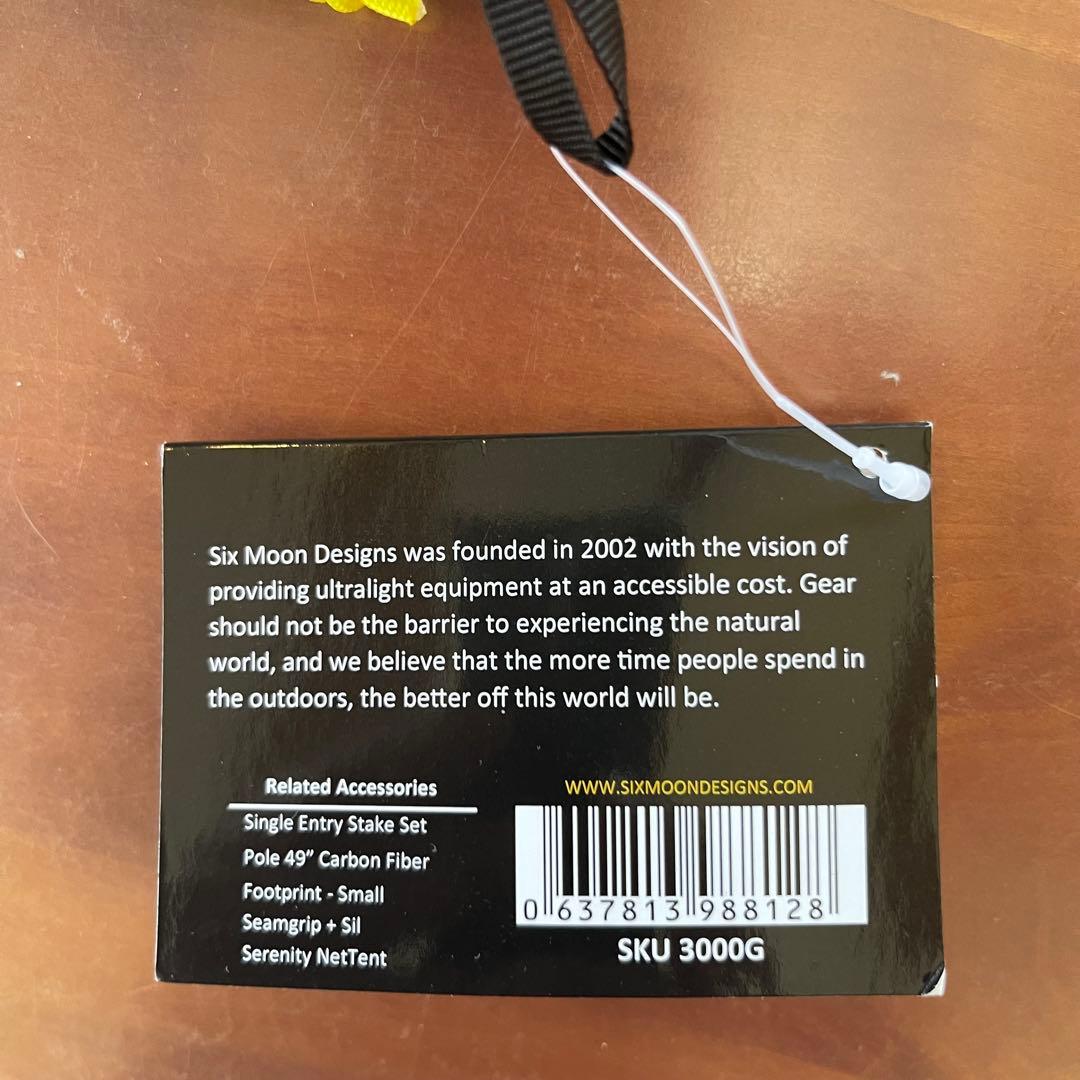 Six Moon Designs was founded in 2002 with the vision of
providing ultralight equipment at an accessible cost. Gear
should not be the barrier to experiencing the natural
world, and we believe that the more time people spend in
the outdoors, the better off this world will be.
Related Accessories
Single Entry Stake Set
Pole 49" Carbon Fiber
Footprint - Small
Seamgrip + Sil
Serenity NetTent
WWW.SIXMOONDESIGNS.COM
0 637813 988128
SKU 3000G